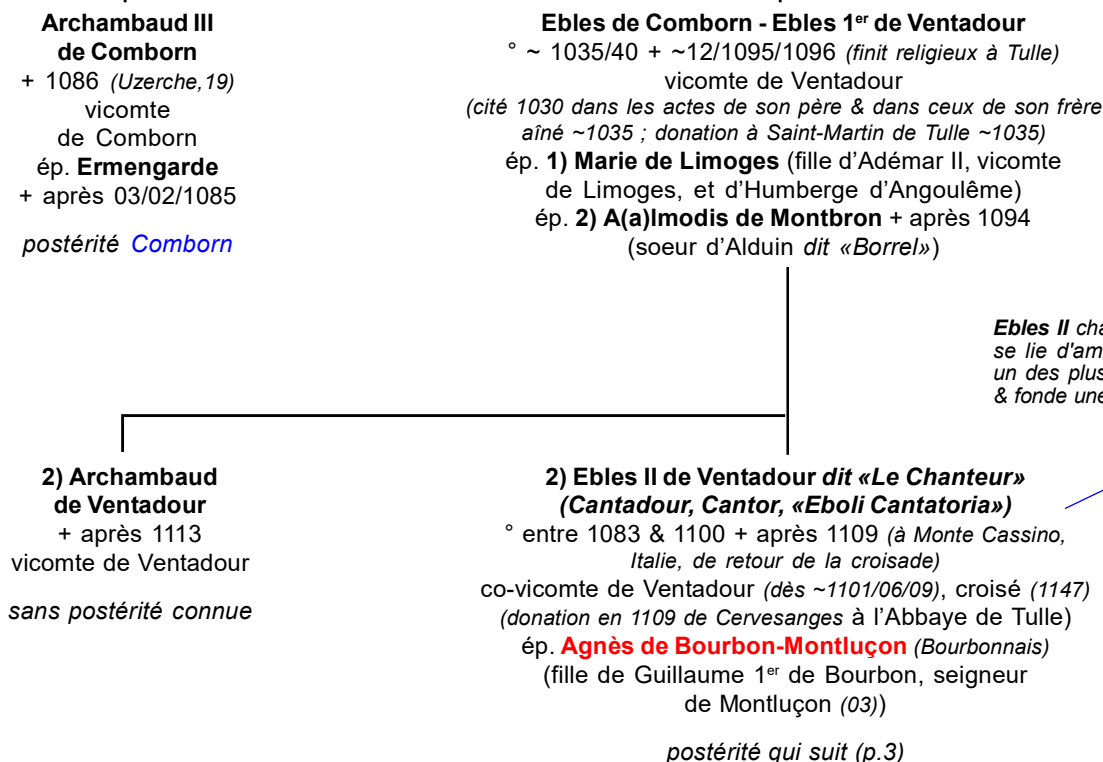 Archambaud III
de Comborn
+ 1086 (Uzerche,19)
vicomte
de Comborn
ép. Ermengarde
+ après 03/02/1085
postérité Comborn
Ebles de Comborn - Ebles 1er de Ventadour
° ~ 1035/40 + ~12/1095/1096 (finit religieux à Tulle)
vicomte de Ventadour
(cité 1030 dans les actes de son père & dans ceux de son frère
aîné ~1035 ; donation à Saint-Martin de Tulle ~1035)
ép. 1) Marie de Limoges (fille d’Adémar II, vicomte
de Limoges, et d’Humberge d’Angoulême)
ép. 2) A(a)lmodis de Montbron + après 1094
(soeur d’Alduin dit «Borrel»)
Ebles II
se lie
un des plus
& fonde
2) Archambaud
de Ventadour
+ après 1113
vicomte de Ventadour
sans postérité connue
2) Ebles II de Ventadour dit «Le Chanteur»
(Cantadour, Cantor, «Eboli Cantatoria»)
° entre 1083 & 1100 + après 1109 (à Monte Cassino,
Italie, de retour de la croisade)
co-vicomte de Ventadour (dès ~1101/06/09), croisé (1147)
(donation en 1109 de Cervesanges à l’Abbaye de Tulle)
ép. Agnès de Bourbon-Montluçon (Bourbonnais)
(fille de Guillaume 1er de Bourbon, seigneur
de Montluçon (03))
postérité qui suit (p.3)